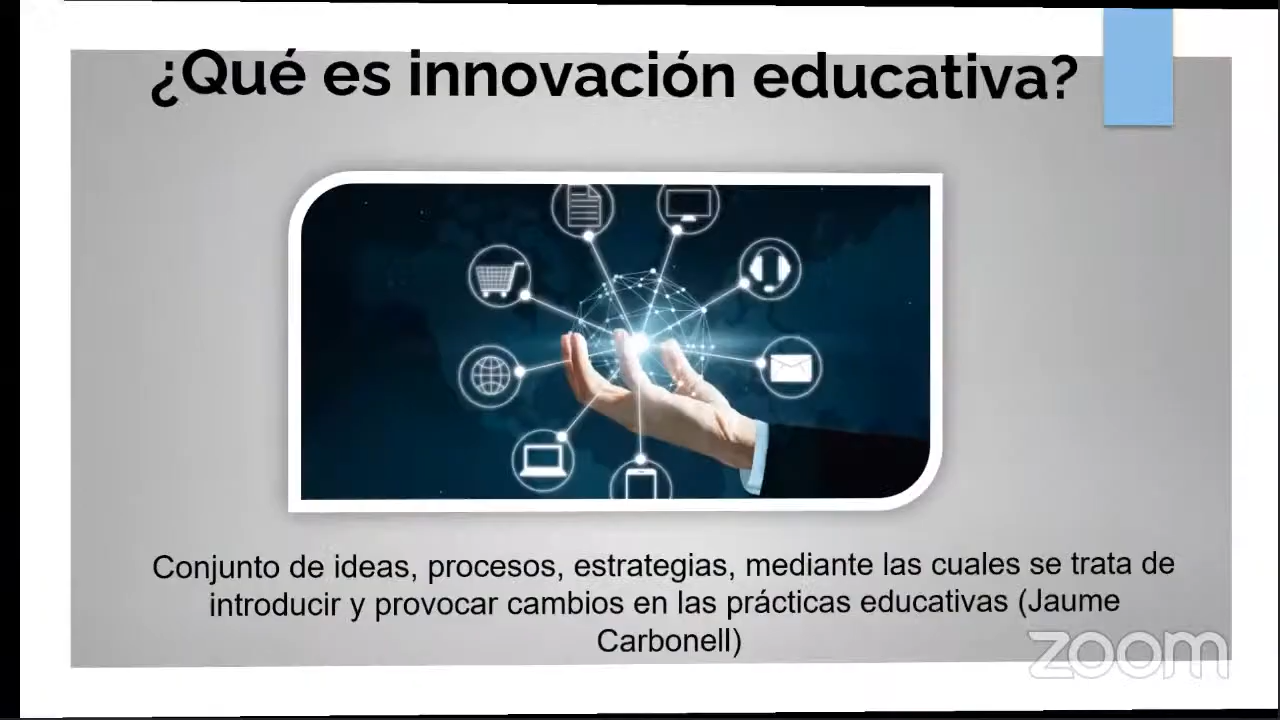 ¿Qué es innovación educativa?
Conjunto de ideas, procesos, estrategias, mediante las cuales se trata de
introducir y provocar cambios en las prácticas educativas (Jaume
Carbonell)
zoom